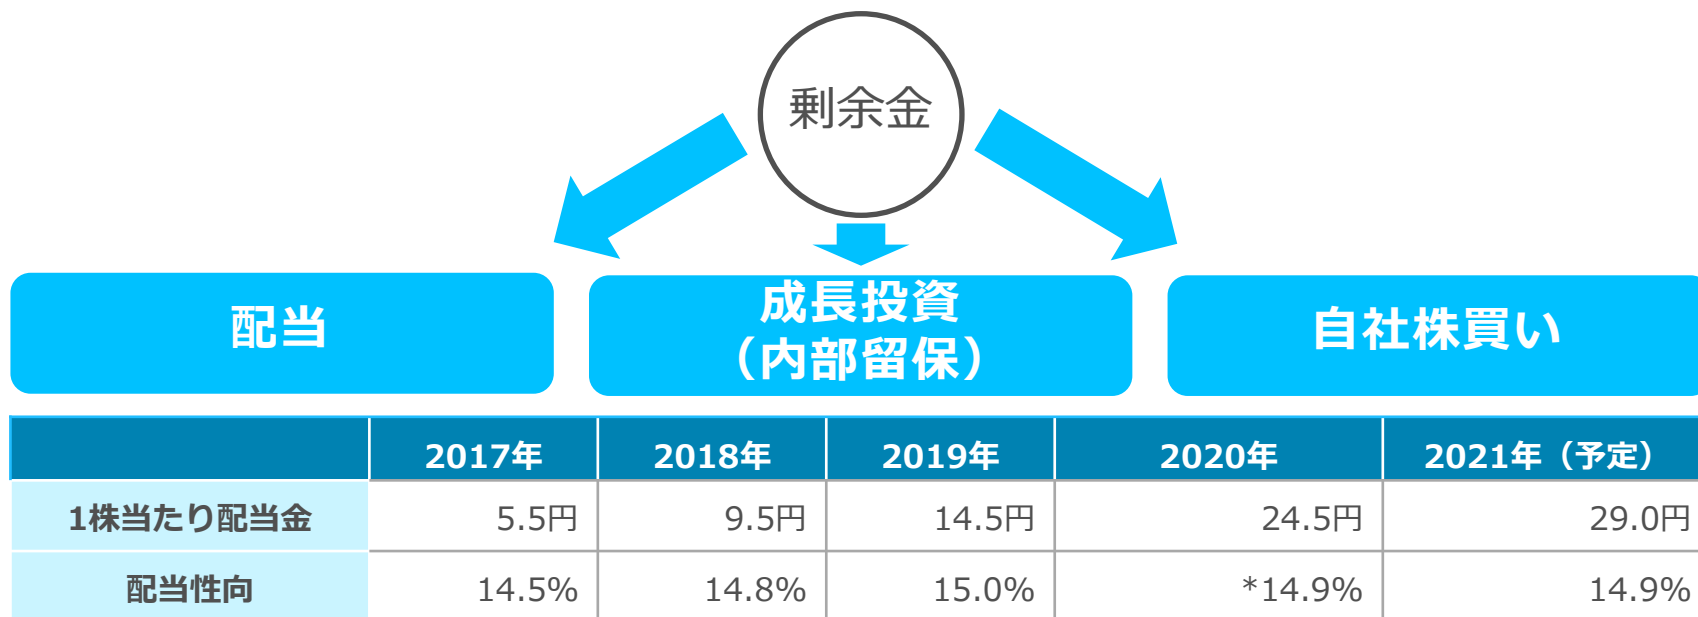 剰余金
配当
成長投資
（内部留保）
自社株買い
2017年 2018年 2019年 2020年 2021年（予定）
1株当たり配当金 5.5円 9.5円 14.5円 24.5円 29.0円
配当性向 14.5% 14.8% 15.0% *14.9% 14.9%